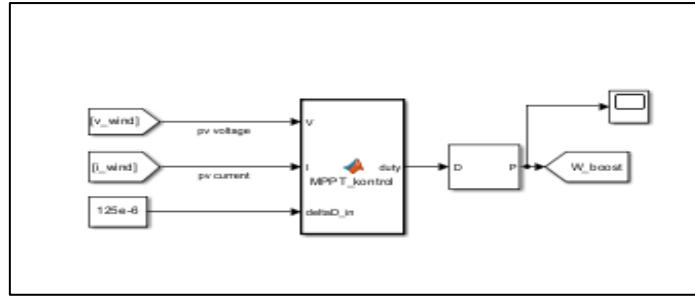 [v_wind]
pv voltage
V
[i_wind]
pv current
I
duty
MPPT_kontrol
D
P
W_boost
125e-6
deltaD_in